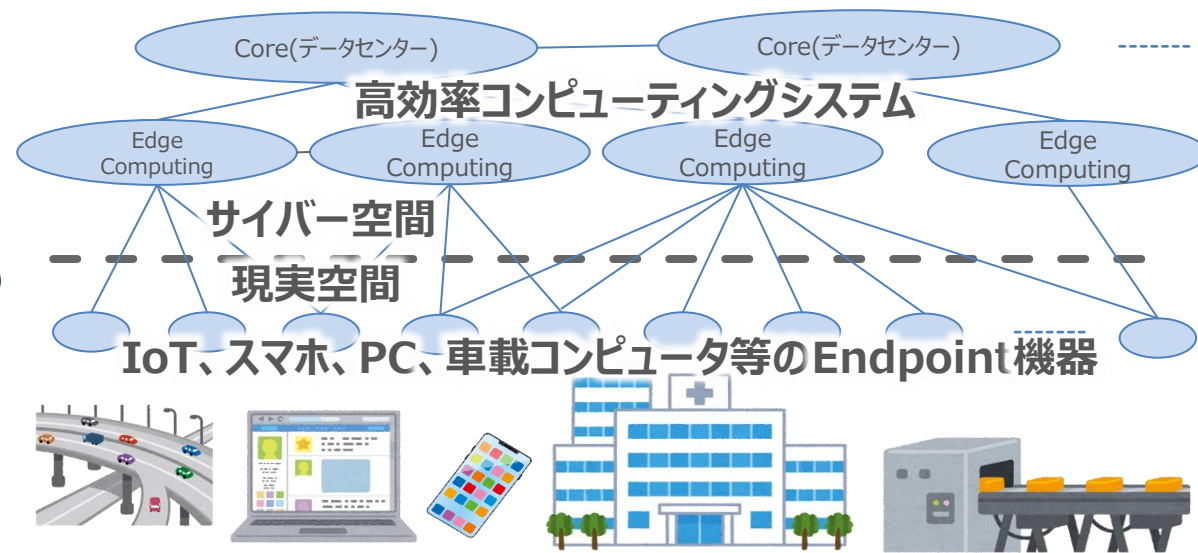 Core(データセンター)
Core(データセンター)
高効率コンピューティングシステム
Edge
Computing
Edge
Computing
Edge
Computing
Edge
Computing
サイバー空間
現実空間
IoT、スマホ、PC、車載コンピュータ等のEndpoint機器